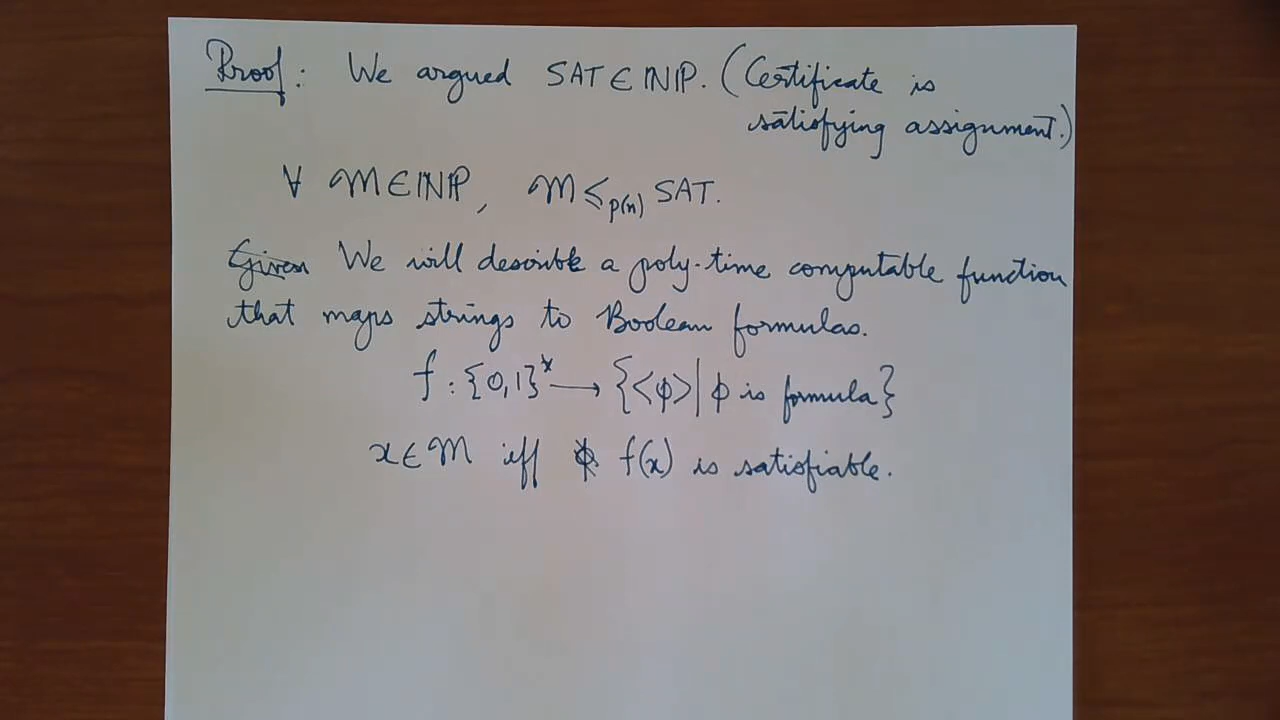 Proof: We argued SAT ∈ NP. (Certificate is
satisfying assignment.)
∀ M ∈ NP, M ≤p(n) SAT.
Given We will describe a poly-time computable function
that maps strings to Boolean formulas.
f : {0,1}* → {<φ> | φ is formula}
x ∈ M iff f(x) is satisfiable.